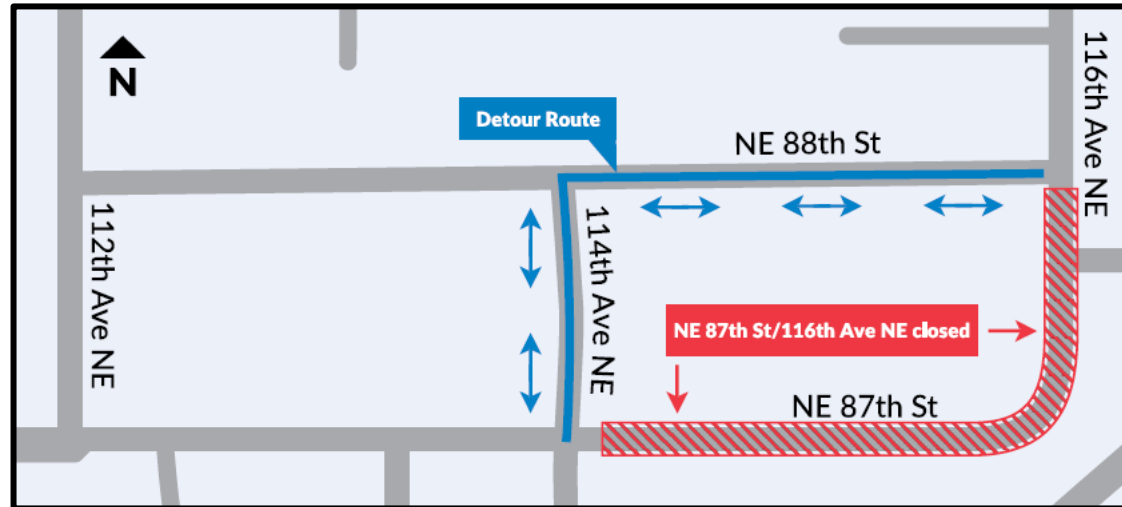 N
116th Ave NE
Detour Route
NE 88th St
112th Ave NE
114th Ave NE
NE 87th St/116th Ave NE closed
NE 87th St